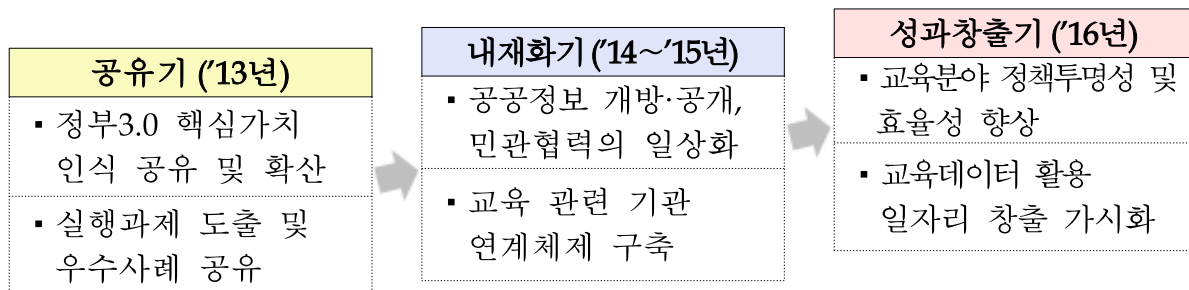 공유기 (’13년)
▪ 정부3.0 핵심가치
인식 공유 및 확산
▪ 실행과제 도출 및
우수사례 공유
내재화기 (’14～’15년)
▪ 공공정보 개방·공개,
민관협력의 일상화
▪ 교육 관련 기관
연계체제 구축
성과창출기 (’16년)
▪ 교육분야 정책투명성 및
효율성 향상
▪ 교육데이터 활용
일자리 창출 가시화